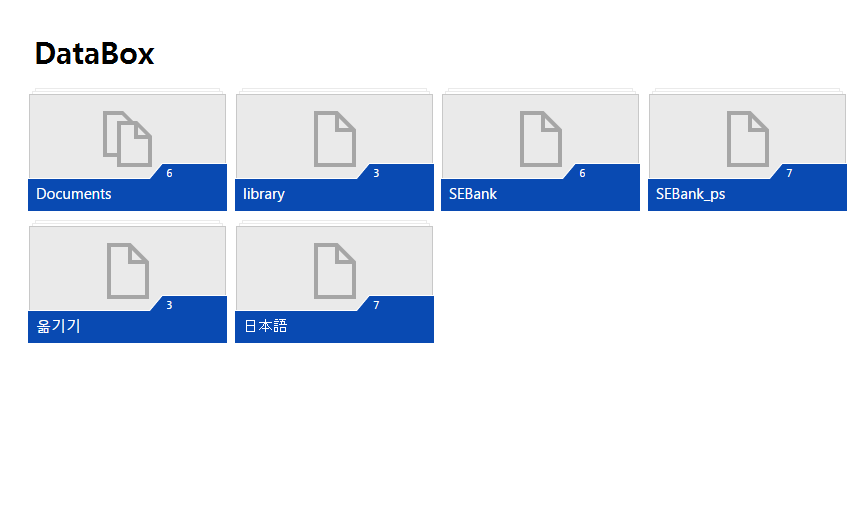 DataBox
6
Documents
3
library
6
SEBank
7
SEBank_ps
3
옮기기
7
日本語